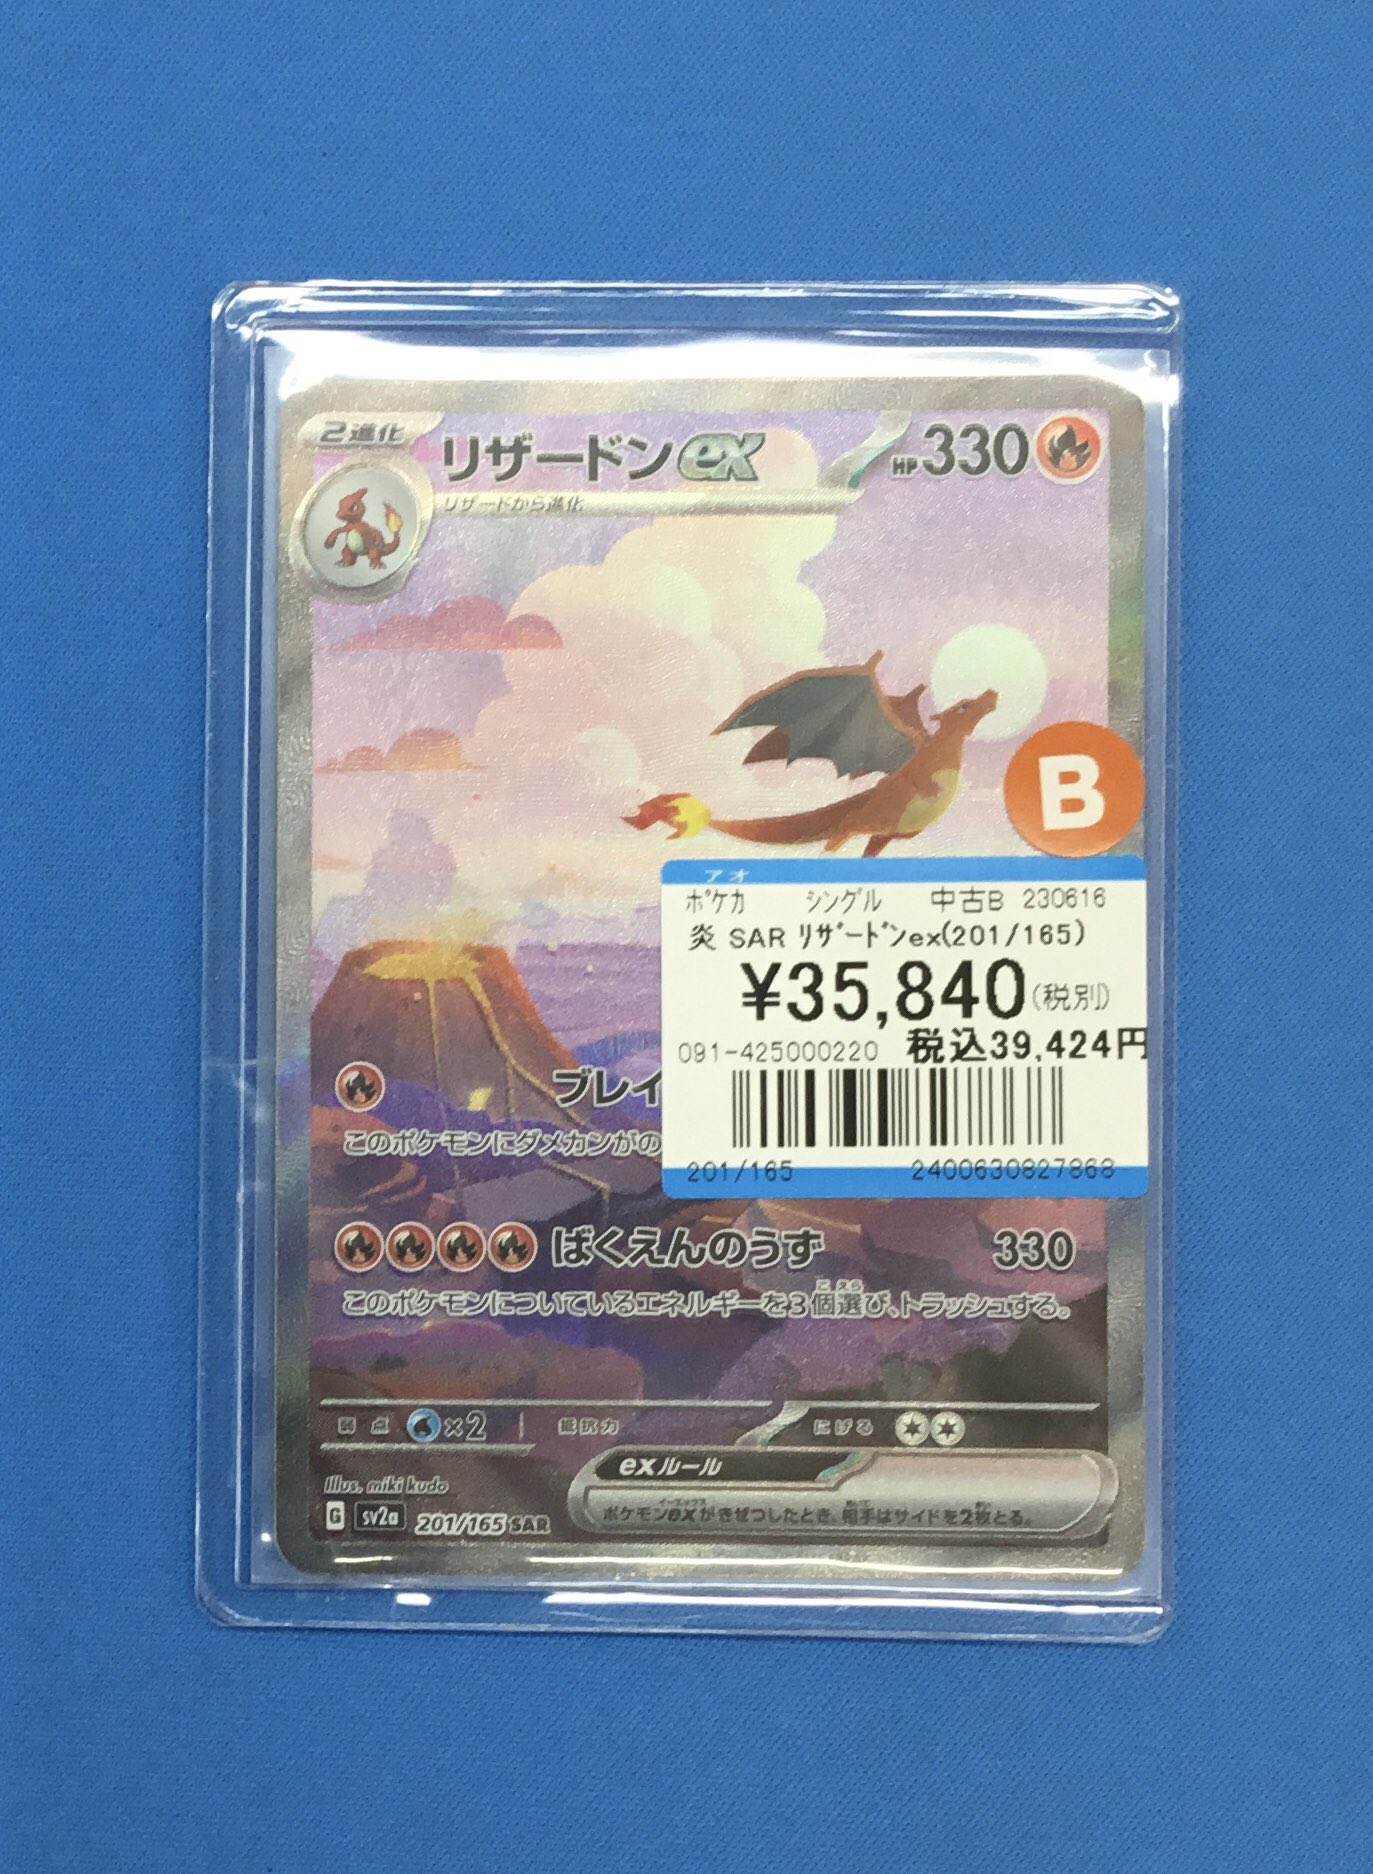 2進化 リザードンex HP330
リザードから進化
B
アオ
ポケカ シングル 中古B 230616
炎 SAR リザードンex(201/165)
¥35,840(税別)
091-425000220 税込39,424円
201/165 2400630827868
ブレイ
このポケモンにダメカンがの
ばくえんのうず 330
このポケモンについているエネルギーを3個選び、トラッシュする。
弱点 ×2 抵抗力 にげる
exルール
ポケモンexがきぜつしたとき、相手はサイドを2枚とる。
Illus. miki kudo
G sv2a 201/165 SAR